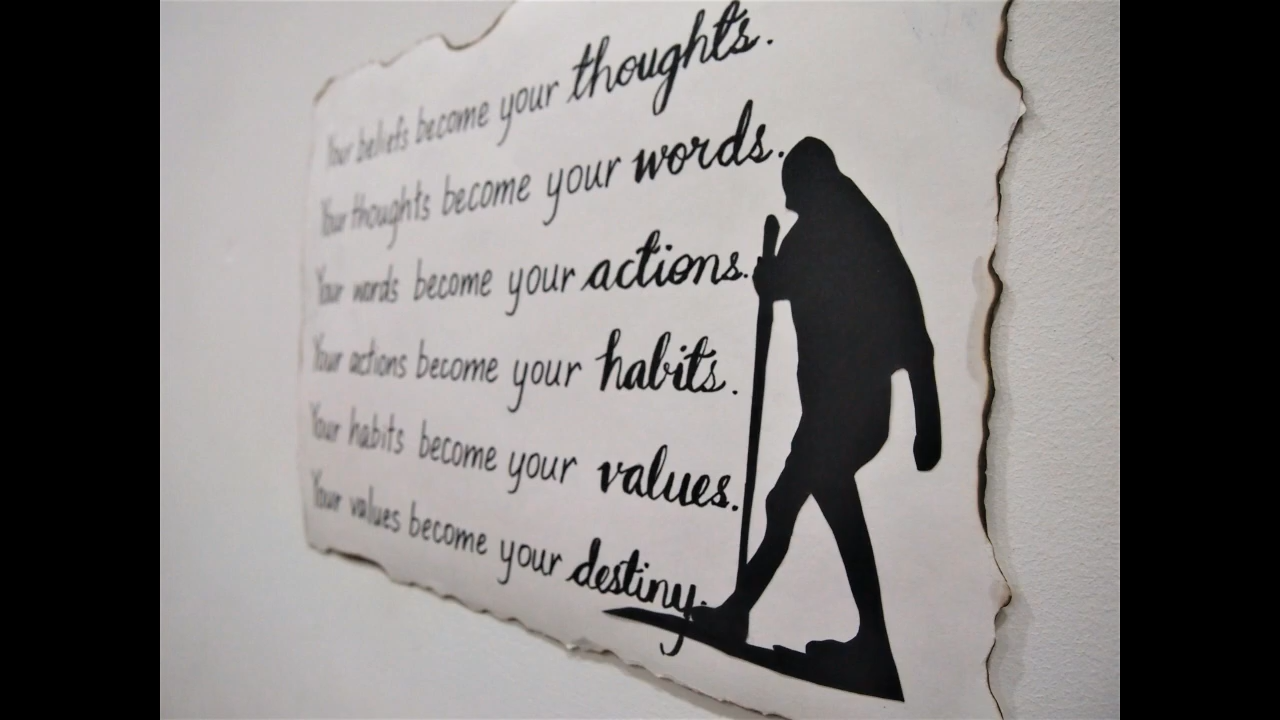 Your beliefs become your thoughts.
Your thoughts become your words.
Your words become your actions.
Your actions become your habits.
Your habits become your values.
Your values become your destiny.